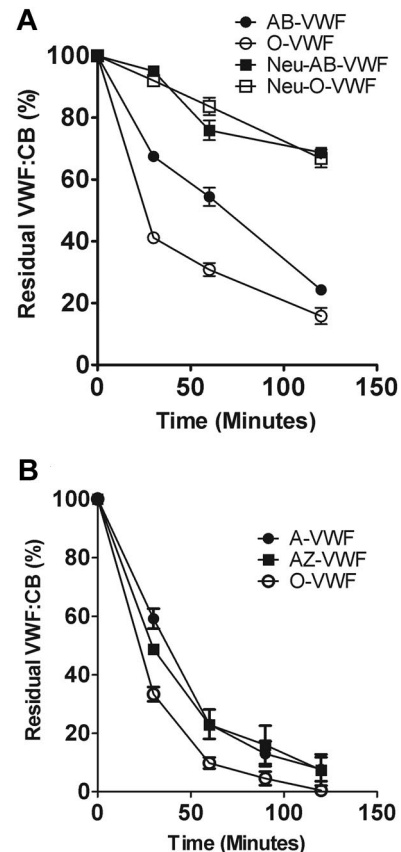 A
AB-VWF
O-VWF
Neu-AB-VWF
Neu-O-VWF
Residual VWF:CB (%)
100
80
60
40
20
0
0 50 100 150
Time (Minutes)
B
A-VWF
AZ-VWF
O-VWF
Residual VWF:CB (%)
100
80
60
40
20
0
0 50 100 150
Time (Minutes)